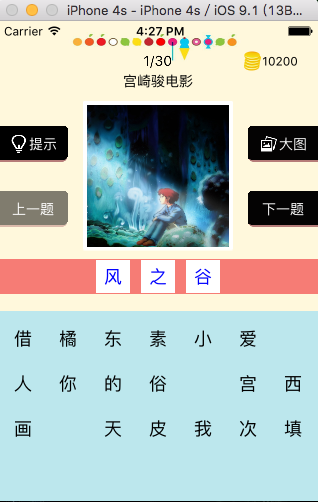 iPhone 4s - iPhone 4s / iOS 9.1 (13B...
Carrier 4:27 PM
1/30
10200
宫崎骏电影
提示 大图
上一题 下一题
风 之 谷
借 橘 东 素 小 爱
人 你 的 俗 宫 西
画 天 皮 我 次 填